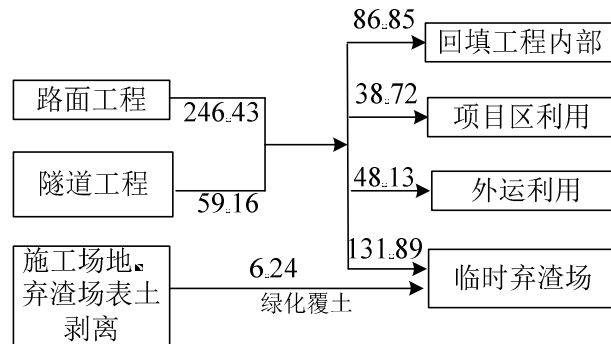 86.85
回填工程内部
路面工程
246.43
38.72
项目区利用
隧道工程
59.16
48.13
外运利用
施工场地、
弃渣场表土
剥离
6.24
绿化覆土
131.89
临时弃渣场